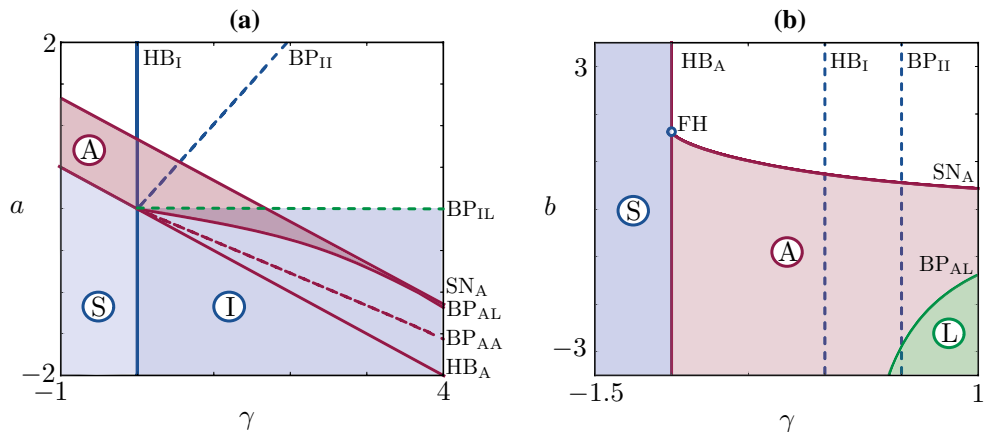 (a)
2
HB_I
BP_II
A
a
BP_IL
SN_A
S
I
BP_AL
BP_AA
HB_A
−2
−1
4
γ
(b)
3
HB_A
HB_I
BP_II
FH
SN_A
b
S
A
BP_AL
L
−3
−1.5
1
γ